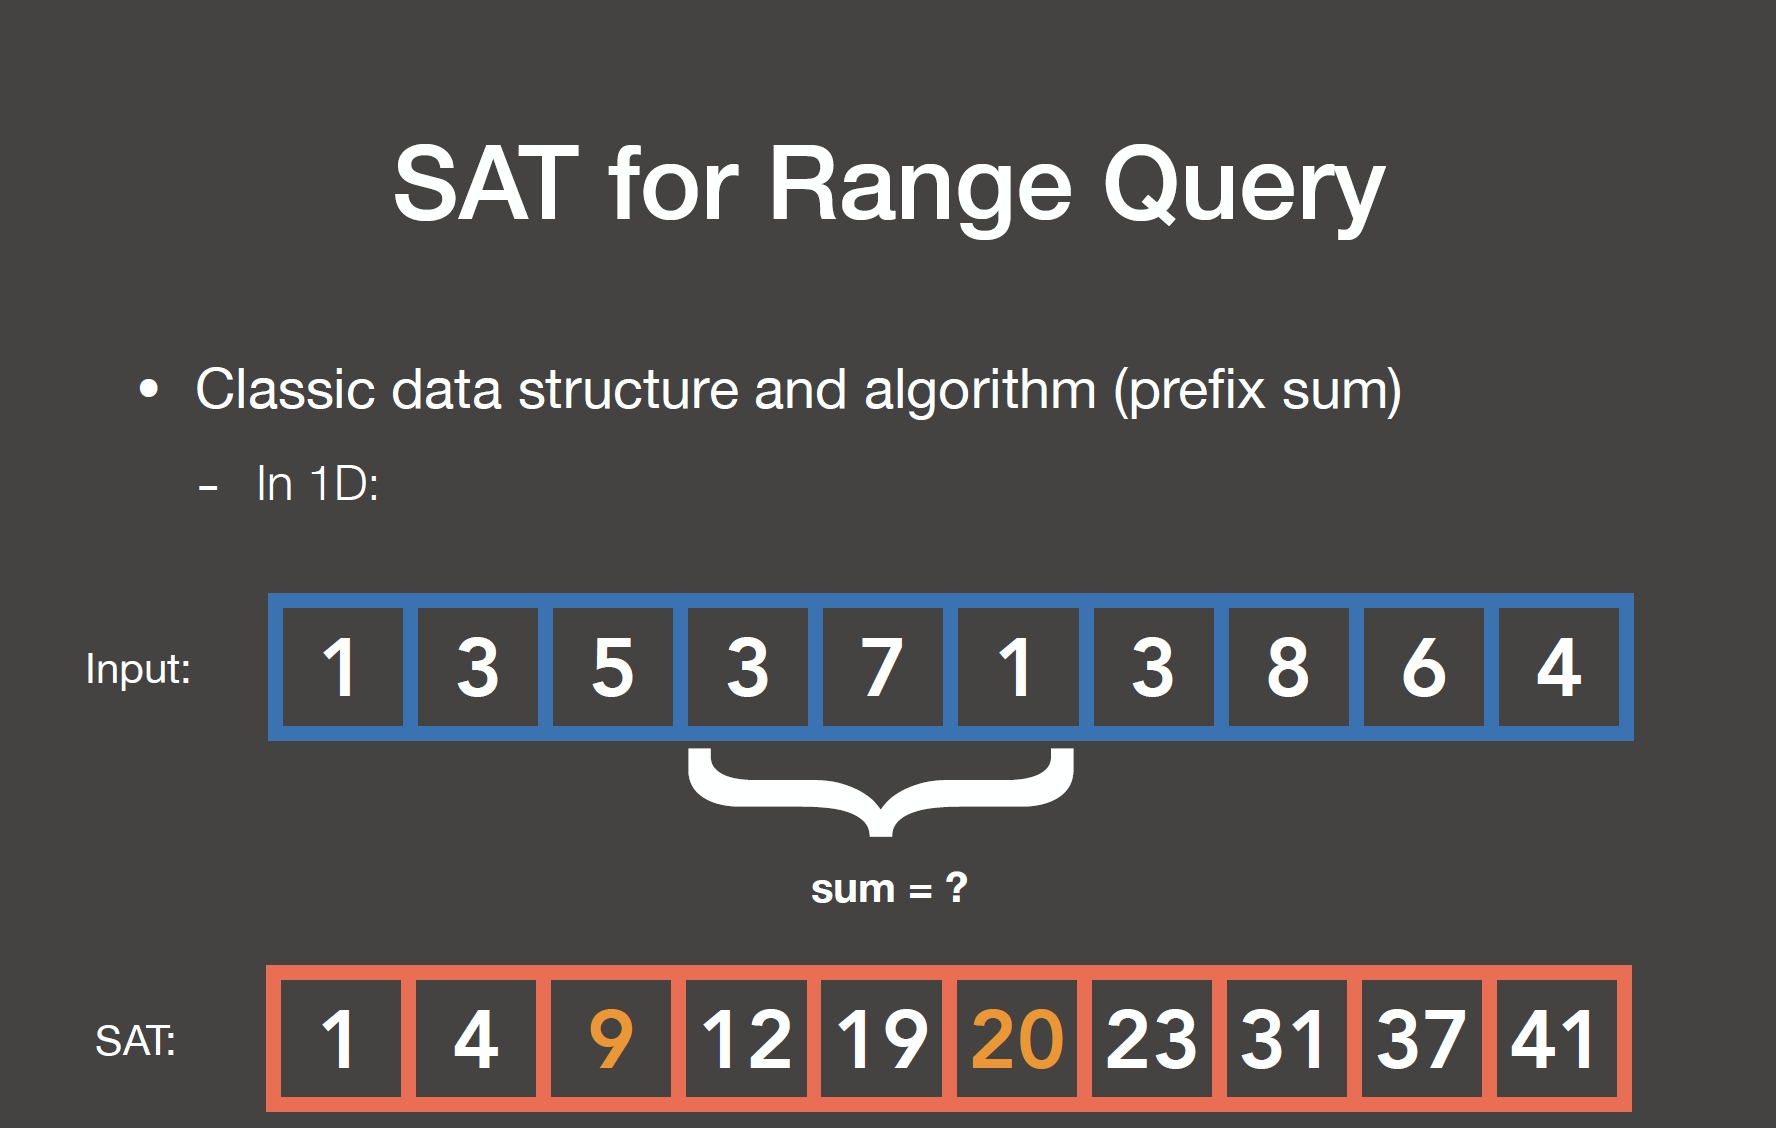 SAT for Range Query
• Classic data structure and algorithm (prefix sum)
- In 1D:
Input: 1 3 5 3 7 1 3 8 6 4
sum = ?
SAT: 1 4 9 12 19 20 23 31 37 41